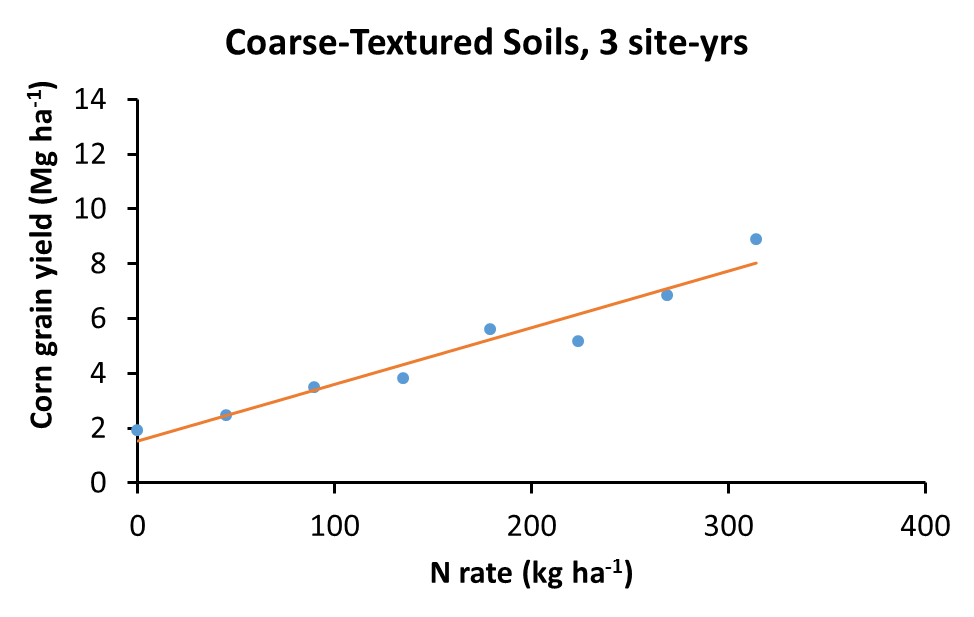 Coarse-Textured Soils, 3 site-yrs
Corn grain yield (Mg ha⁻¹)
14
12
10
8
6
4
2
0
0 100 200 300 400
N rate (kg ha⁻¹)